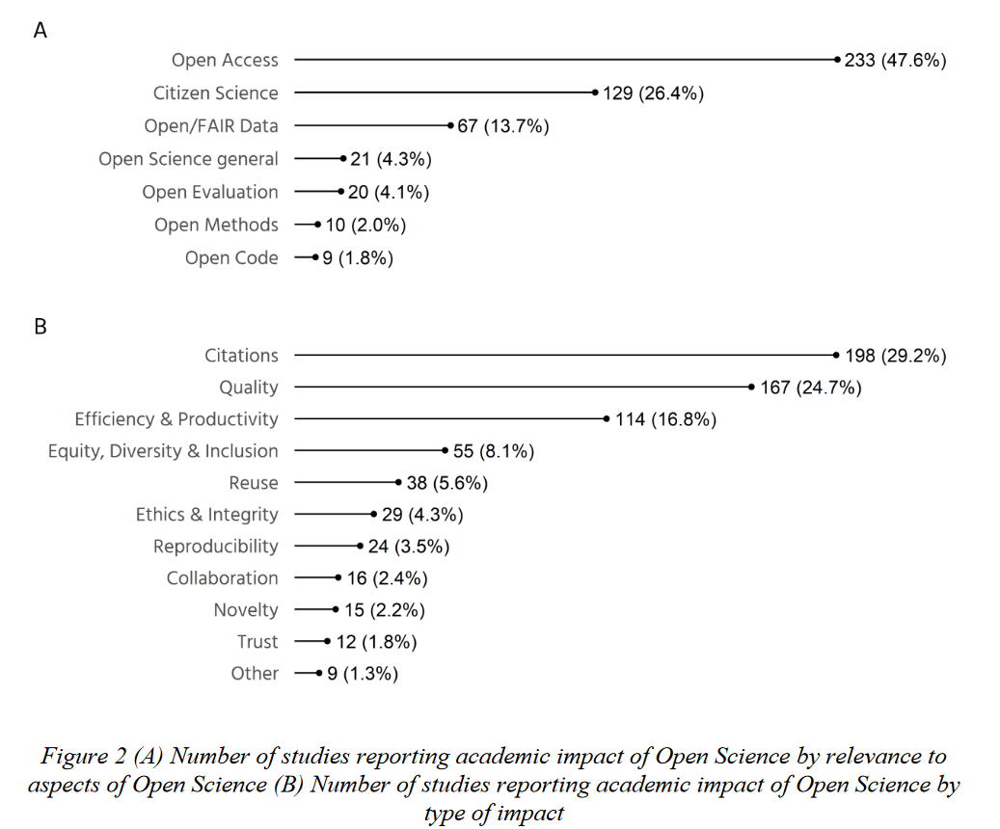 A
Open Access 233 (47.6%)
Citizen Science 129 (26.4%)
Open/FAIR Data 67 (13.7%)
Open Science general 21 (4.3%)
Open Evaluation 20 (4.1%)
Open Methods 10 (2.0%)
Open Code 9 (1.8%)
B
Citations 198 (29.2%)
Quality 167 (24.7%)
Efficiency & Productivity 114 (16.8%)
Equity, Diversity & Inclusion 55 (8.1%)
Reuse 38 (5.6%)
Ethics & Integrity 29 (4.3%)
Reproducibility 24 (3.5%)
Collaboration 16 (2.4%)
Novelty 15 (2.2%)
Trust 12 (1.8%)
Other 9 (1.3%)
Figure 2 (A) Number of studies reporting academic impact of Open Science by relevance to
aspects of Open Science (B) Number of studies reporting academic impact of Open Science by
type of impact